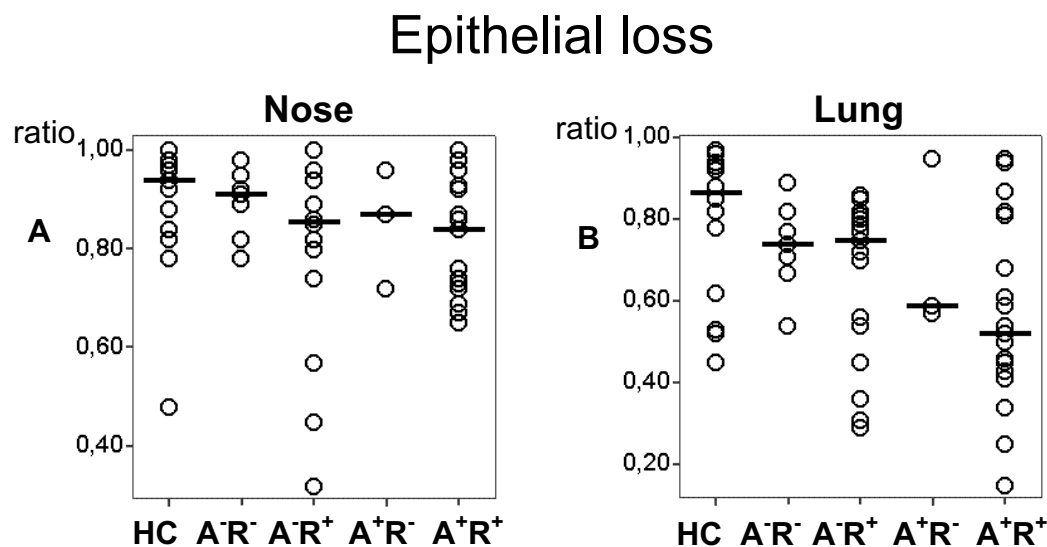 Epithelial loss
Nose
ratio
1,00
0,80
0,60
0,40
A
HC A⁻R⁻ A⁻R⁺ A⁺R⁻ A⁺R⁺
Lung
ratio
1,00
0,80
0,60
0,40
0,20
B
HC A⁻R⁻ A⁻R⁺ A⁺R⁻ A⁺R⁺